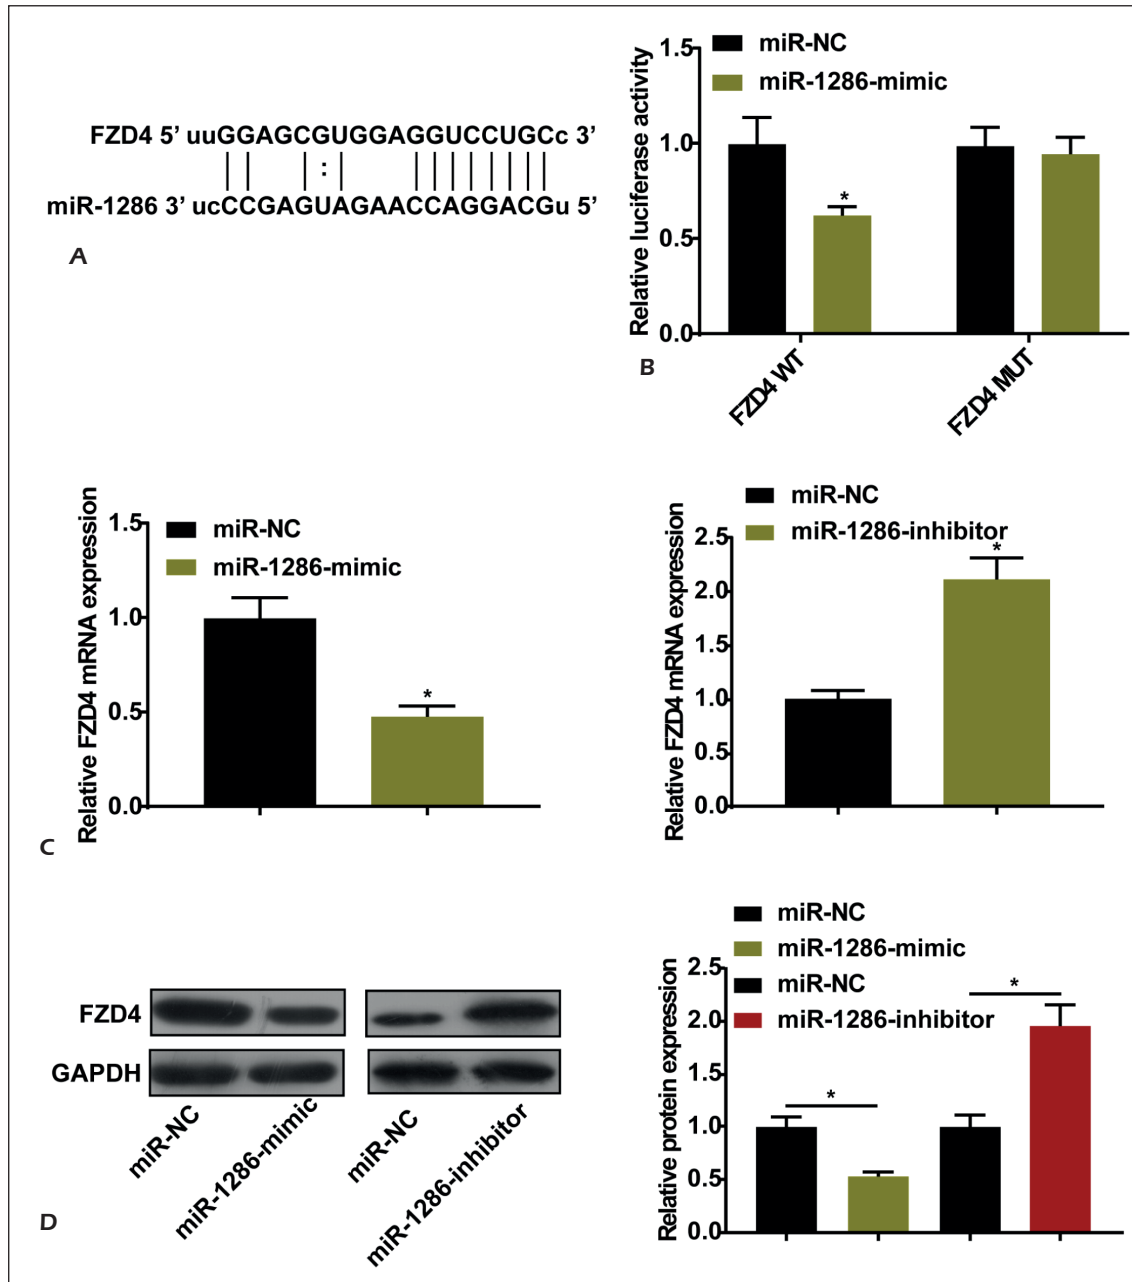 FZD4 5' uuGGAGCGUGGAGGUCCUGCc 3'
:
miR-1286 3' ucCCGAGUAGAACCAGGACGu 5'
A
miR-NC
miR-1286-mimic
Relative luciferase activity
1.5
1.0
0.5
0.0
*
FZD4 WT
FZD4 MUT
B
miR-NC
miR-1286-mimic
Relative FZD4 mRNA expression
1.5
1.0
0.5
0.0
*
C
miR-NC
miR-1286-inhibitor
Relative FZD4 mRNA expression
2.5
2.0
1.5
1.0
0.5
0.0
*
FZD4
GAPDH
miR-NC
miR-1286-mimic
miR-NC
miR-1286-inhibitor
D
miR-NC
miR-1286-mimic
miR-NC
miR-1286-inhibitor
Relative protein expression
2.5
2.0
1.5
1.0
0.5
0.0
*
*